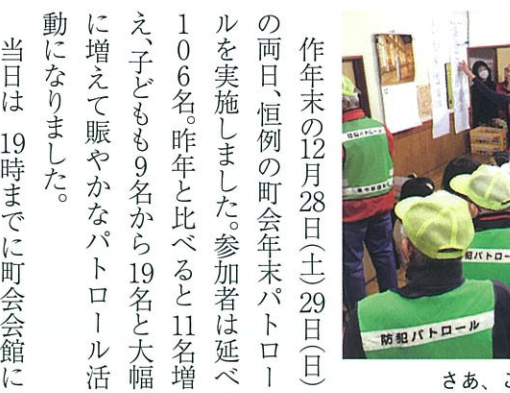 作年末の12月28日(土)29日(日)
の両日、恒例の町会年末パトロー
ルを実施しました。参加者は延べ
106名。昨年と比べると11名増
え、子どもも9名から19名と大幅
に増えて賑やかなパトロール活
動になりました。
当日は 19時までに町会会館に
防犯パトロール
犯パトロー
さあ、こ